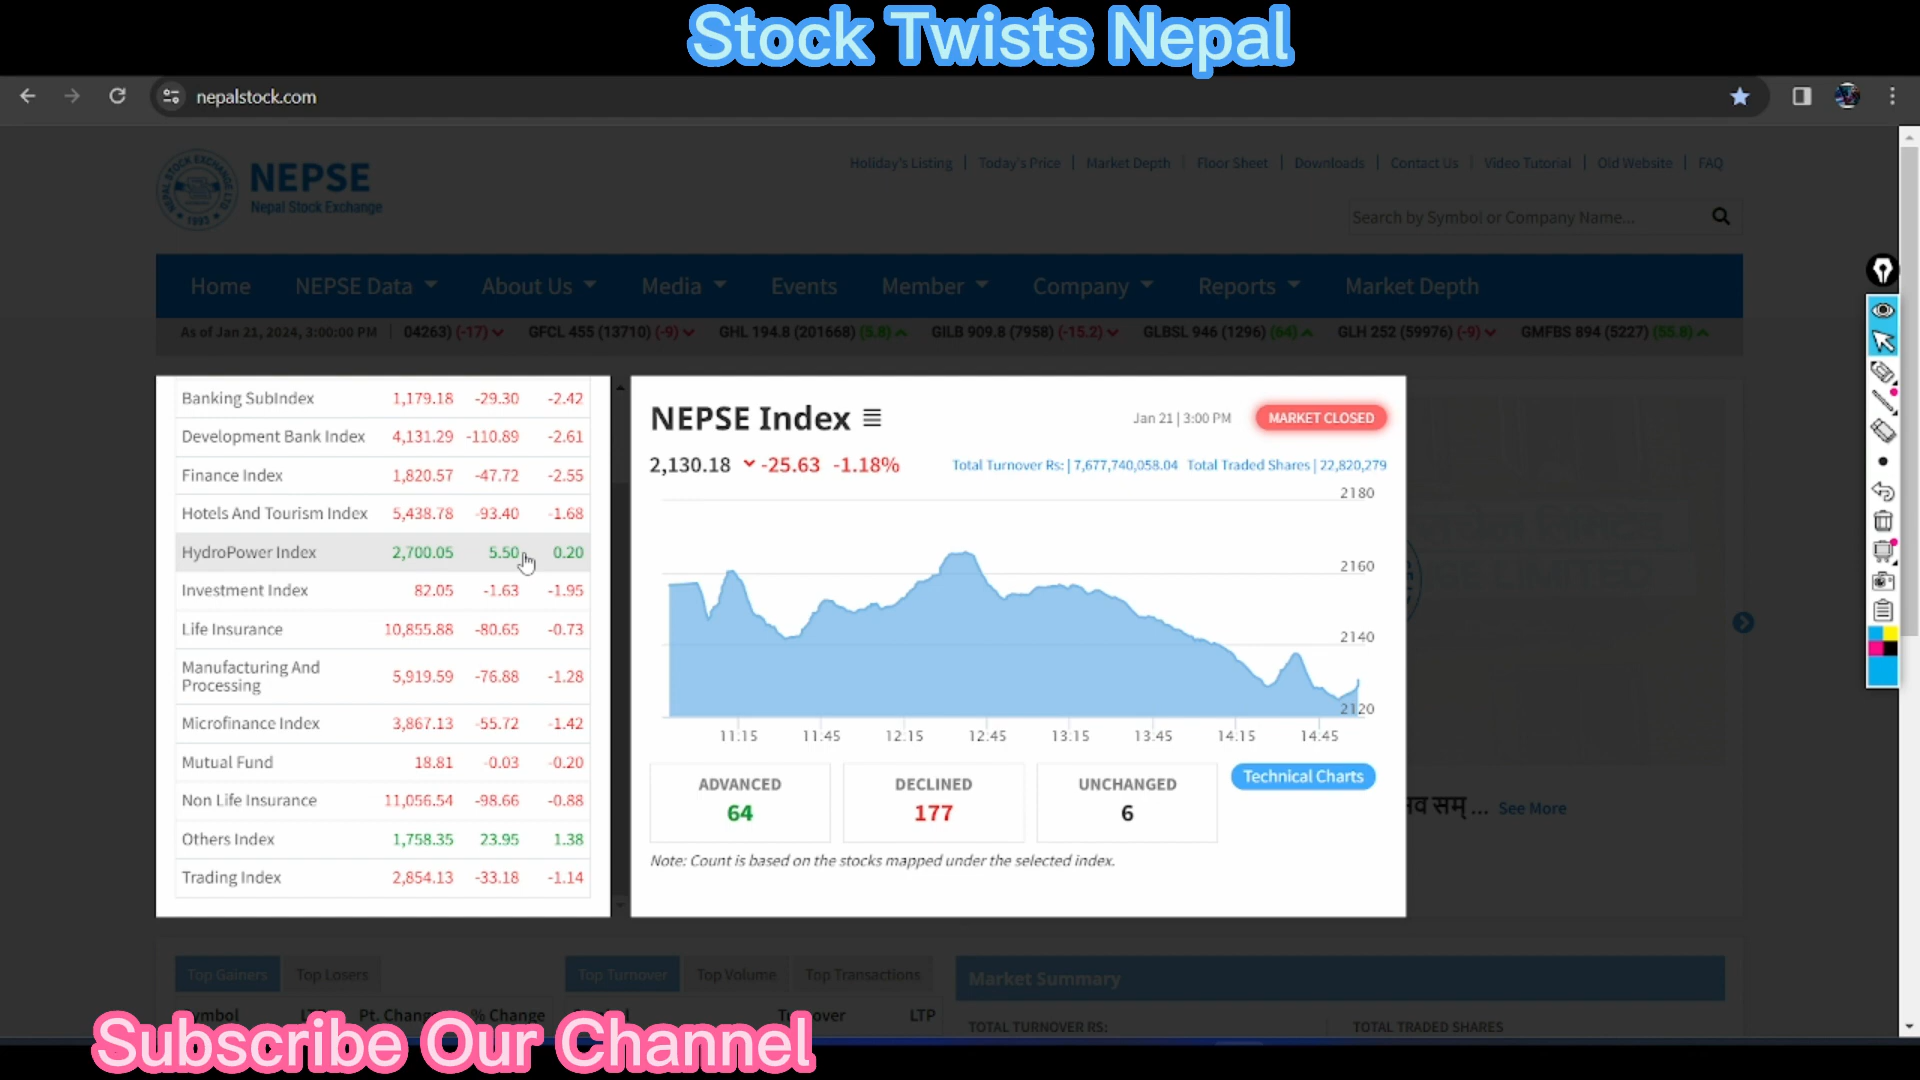 Stock Twists Nepal
nepalstock.com
NEPAL STOCK EXCHANGE LTD.
1993
NEPSE
Nepal Stock Exchange
Holiday's Listing | Today's Price | Market Depth | Floor Sheet | Downloads | Contact Us | Video Tutorial | Old Website | FAQ
Search by Symbol or Company Name...
Home NEPSE Data About Us Media Events Member Company Reports Market Depth
As of Jan 21, 2024, 3:00:00 PM | 04263) (-17) GFCL 455 (13710) (-9) GHL 194.8 (201668) (5.8) GILB 909.8 (7958) (-15.2) GLBSL 946 (1296) (64) GLH 252 (59976) (-9) GMFBS 894 (5227) (55.8)
Banking SubIndex 1,179.18 -29.30 -2.42
Development Bank Index 4,131.29 -110.89 -2.61
Finance Index 1,820.57 -47.72 -2.55
Hotels And Tourism Index 5,438.78 -93.40 -1.68
HydroPower Index 2,700.05 5.50 0.20
Investment Index 82.05 -1.63 -1.95
Life Insurance 10,855.88 -80.65 -0.73
Manufacturing And
Processing 5,919.59 -76.88 -1.28
Microfinance Index 3,867.13 -55.72 -1.42
Mutual Fund 18.81 -0.03 -0.20
Non Life Insurance 11,056.54 -98.66 -0.88
Others Index 1,758.35 23.95 1.38
Trading Index 2,854.13 -33.18 -1.14
NEPSE Index
Jan 21 | 3:00 PM MARKET CLOSED
2,130.18 -25.63 -1.18%
Total Turnover Rs: | 7,677,740,058.04 Total Traded Shares | 22,820,279
2180
2160
2140
2120
11:15 11:45 12:15 12:45 13:15 13:45 14:15 14:45
ADVANCED
64
DECLINED
177
UNCHANGED
6
Technical Charts
Note: Count is based on the stocks mapped under the selected index.
सम् ... See More
Top Gainers Top Losers
Top Turnover Top Volume Top Transactions
Market Summary
% Change
LTP
TOTAL TURNOVER RS:
TOTAL TRADED SHARES
Subscribe Our Channel